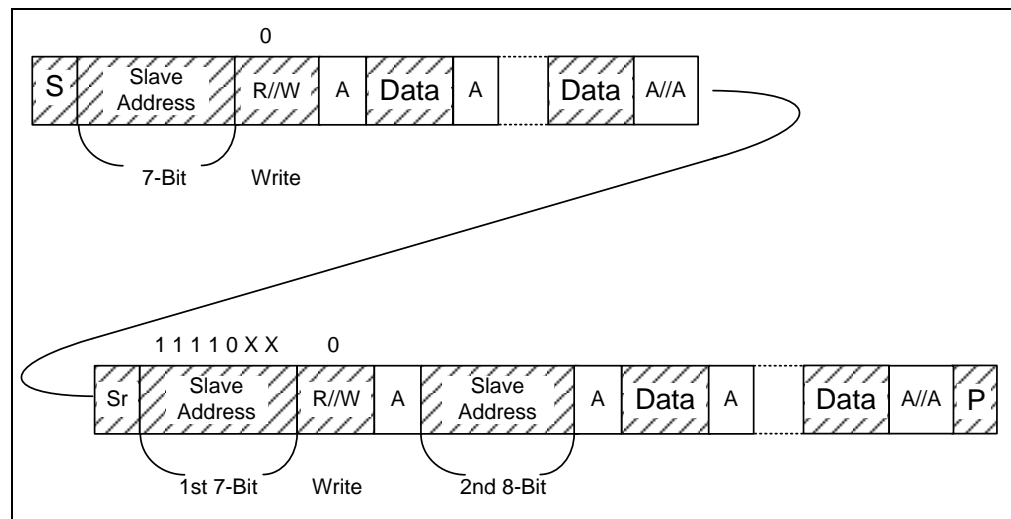 0
S Slave Address R//W A Data A Data A//A
7-Bit Write
1 1 1 1 0 X X 0
Sr Slave Address R//W A Slave Address A Data A Data A//A P
1st 7-Bit Write 2nd 8-Bit